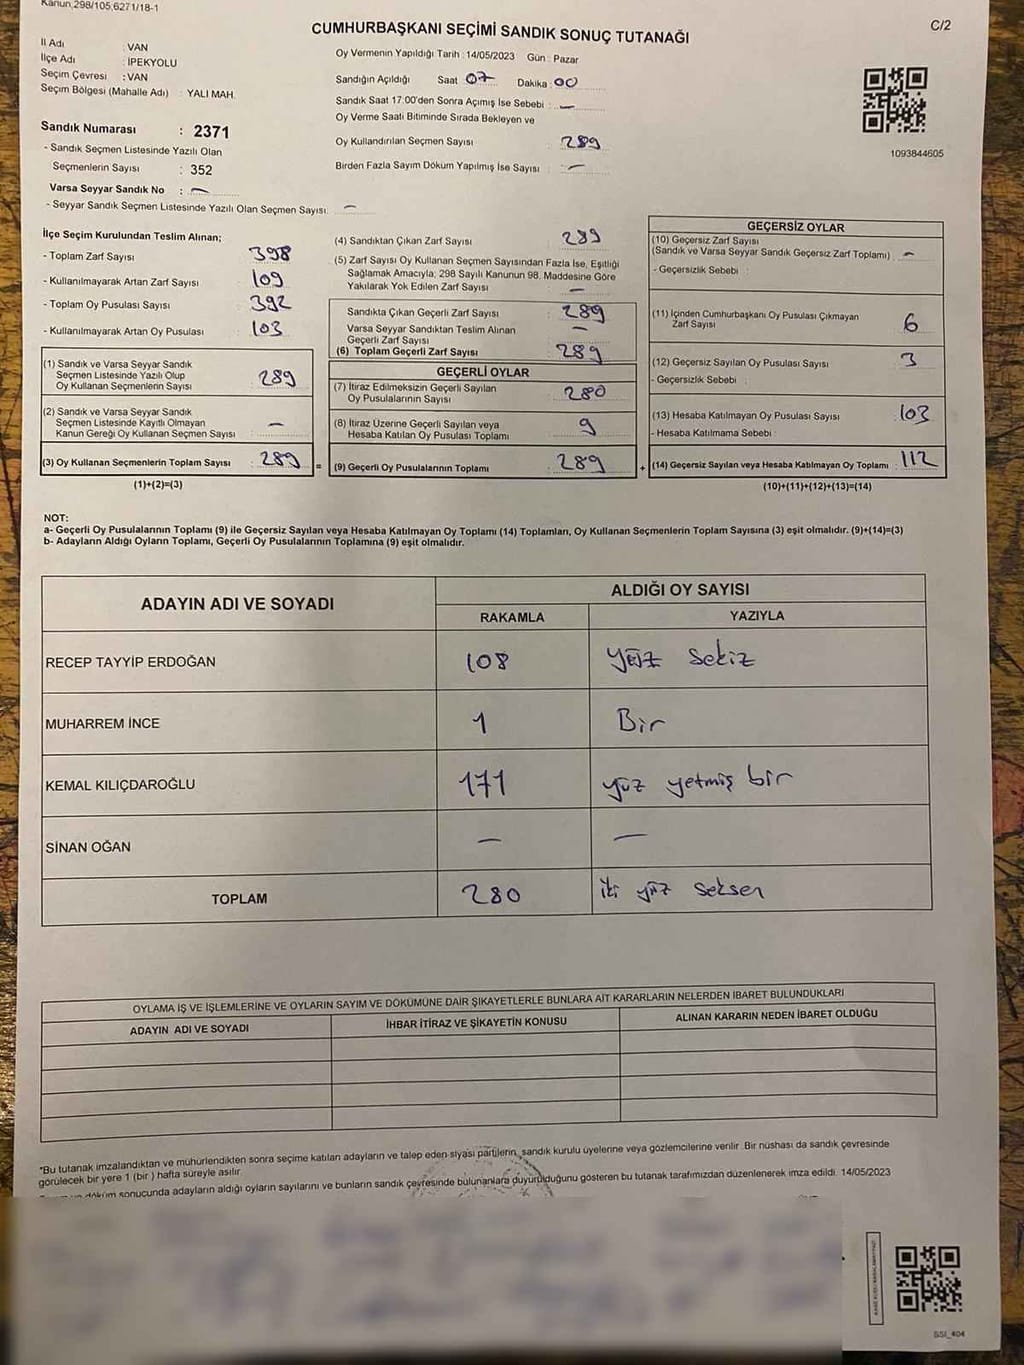 Kanun,298/105,6271/18-1
C/2
CUMHURBAŞKANI SEÇİMİ SANDIK SONUÇ TUTANAĞI
İl Adı : VAN
İlçe Adı : İPEKYOLU
Seçim Çevresi : VAN
Seçim Bölgesi (Mahalle Adı) : YALI MAH.
Sandık Numarası : 2371
- Sandık Seçmen Listesinde Yazılı Olan
Seçmenlerin Sayısı : 352
Varsa Seyyar Sandık No : —
- Seyyar Sandık Seçmen Listesinde Yazılı Olan Seçmen Sayısı: —
Oy Vermenin Yapıldığı Tarih : 14/05/2023 Gün : Pazar
Sandığın Açıldığı Saat 07 Dakika : 00
Sandık Saat 17:00'den Sonra Açımış İse Sebebi : —
Oy Verme Saati Bitiminde Sırada Bekleyen ve
Oy Kullandırılan Seçmen Sayısı : 289
Birden Fazla Sayım Döküm Yapılmış İse Sayısı : —
1093844605
İlçe Seçim Kurulundan Teslim Alınan;
- Toplam Zarf Sayısı : 398
- Kullanılmayarak Artan Zarf Sayısı : 109
- Toplam Oy Pusulası Sayısı : 392
- Kullanılmayarak Artan Oy Pusulası : 103
(1) Sandık ve Varsa Seyyar Sandık
Seçmen Listesinde Yazılı Olup
Oy Kullanan Seçmenlerin Sayısı : 289
(2) Sandık ve Varsa Seyyar Sandık
Seçmen Listesinde Kayıtlı Olmayan
Kanun Gereği Oy Kullanan Seçmen Sayısı : —
(3) Oy Kullanan Seçmenlerin Toplam Sayısı : 289 =
(1)+(2)=(3)
(4) Sandıktan Çıkan Zarf Sayısı : 289
(5) Zarf Sayısı Oy Kullanan Seçmen Sayısından Fazla İse, Eşitliği
Sağlamak Amacıyla; 298 Sayılı Kanunun 98. Maddesine Göre
Yakılarak Yok Edilen Zarf Sayısı : —
Sandıkta Çıkan Geçerli Zarf Sayısı : 289
Varsa Seyyar Sandıktan Teslim Alınan
Geçerli Zarf Sayısı : —
(6) Toplam Geçerli Zarf Sayısı : 289
GEÇERLİ OYLAR
(7) İtiraz Edilmeksizin Geçerli Sayılan
Oy Pusulalarının Sayısı : 280
(8) İtiraz Üzerine Geçerli Sayılan veya
Hesaba Katılan Oy Pusulası Toplamı : 9
(9) Geçerli Oy Pusulalarının Toplamı : 289 +
GEÇERSİZ OYLAR
(10) Geçersiz Zarf Sayısı
(Sandık ve Varsa Seyyar Sandık Geçersiz Zarf Toplamı) : —
- Geçersizlik Sebebi :
(11) İçinden Cumhurbaşkanı Oy Pusulası Çıkmayan
Zarf Sayısı : 6
(12) Geçersiz Sayılan Oy Pusulası Sayısı : 3
- Geçersizlik Sebebi :
(13) Hesaba Katılmayan Oy Pusulası Sayısı : 103
- Hesaba Katılmama Sebebi :
(14) Geçersiz Sayılan veya Hesaba Katılmayan Oy Toplamı : 112
(10)+(11)+(12)+(13)=(14)
NOT:
a- Geçerli Oy Pusulalarının Toplamı (9) ile Geçersiz Sayılan veya Hesaba Katılmayan Oy Toplamı (14) Toplamları, Oy Kullanan Seçmenlerin Toplam Sayısına (3) eşit olmalıdır. (9)+(14)=(3)
b- Adayların Aldığı Oyların Toplamı, Geçerli Oy Pusulalarının Toplamına (9) eşit olmalıdır.
ADAYIN ADI VE SOYADI
ALDIĞI OY SAYISI
RAKAMLA YAZIYLA
RECEP TAYYİP ERDOĞAN 108 yüz sekiz
MUHARREM İNCE 1 Bir
KEMAL KILIÇDAROĞLU 171 yüz yetmiş bir
SİNAN OĞAN — —
TOPLAM 280 iki yüz seksen
OYLAMA İŞ VE İŞLEMLERİNE VE OYLARIN SAYIM VE DÖKÜMÜNE DAİR ŞİKAYETLERLE BUNLARA AİT KARARLARIN NELERDEN İBARET BULUNDUKLARI
ADAYIN ADI VE SOYADI İHBAR İTİRAZ VE ŞİKAYETİN KONUSU ALINAN KARARIN NEDEN İBARET OLDUĞU
*Bu tutanak imzalandıktan ve mühürlendikten sonra seçime katılan adayların ve talep eden siyasi partilerin, sandık kurulu üyelerine veya gözlemcilerine verilir. Bir nüshası da sandık çevresinde
görülecek bir yere 1 (bir) hafta süreyle asılır.
döküm sonucunda adayların aldığı oyların sayılarını ve bunların sandık çevresinde bulunanlara duyurulduğunu gösteren bu tutanak tarafımızdan düzenlenerek imza edildi. 14/05/2023
SSI_404